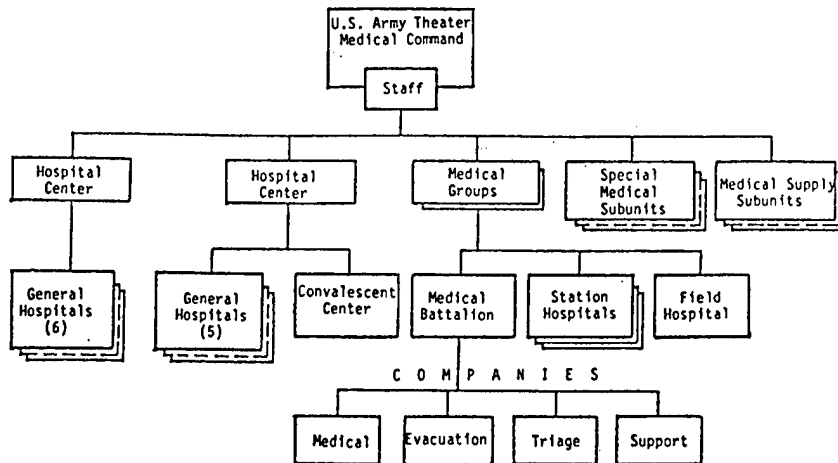 U.S. Army Theater
Medical Command
Staff
Hospital
Center
Hospital
Center
Medical
Groups
Special
Medical
Subunits
Medical Supply
Subunits
General
Hospitals
(6)
General
Hospitals
(5)
Convalescent
Center
Medical
Battalion
Station
Hospitals
Field
Hospital
C O M P A N I E S
Medical
Evacuation
Triage
Support